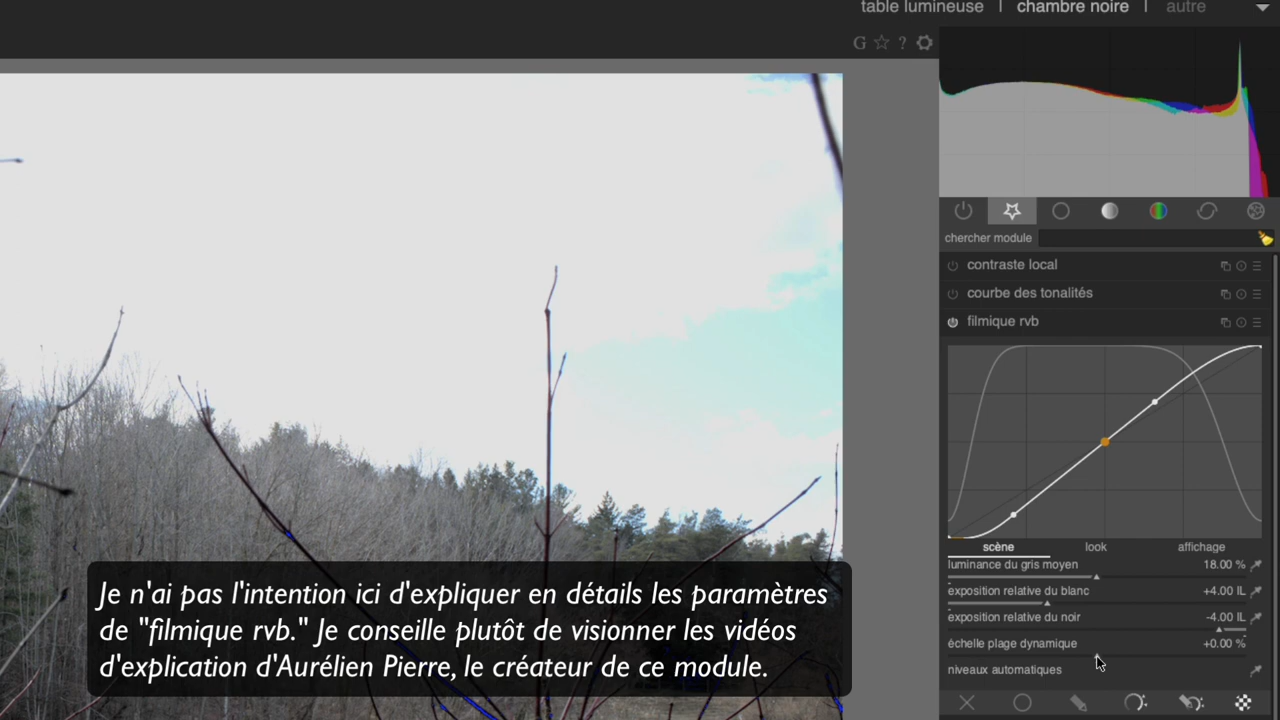 table lumineuse | chambre noire | autre
G ☆ ?
chercher module
contraste local
courbe des tonalités
filmique rvb
scène look affichage
luminance du gris moyen 18.00 %
exposition relative du blanc +4.00 IL
exposition relative du noir -4.00 IL
échelle plage dynamique +0.00 %
niveaux automatiques
Je n'ai pas l'intention ici d'expliquer en détails les paramètres
de "filmique rvb." Je conseille plutôt de visionner les vidéos
d'explication d'Aurélien Pierre, le créateur de ce module.